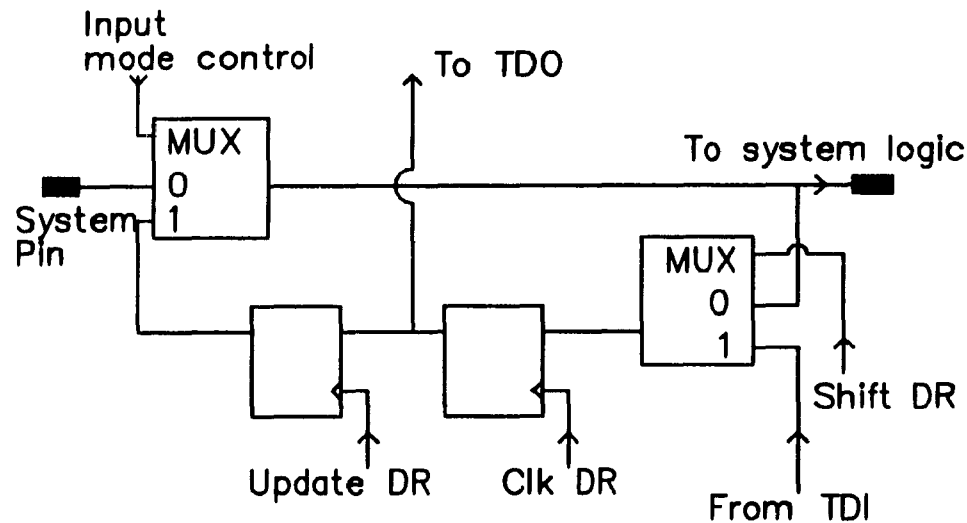 Input
mode control
To TDO
MUX
0
1
System
Pin
To system logic
MUX
0
1
Shift DR
Update DR
Clk DR
From TDI